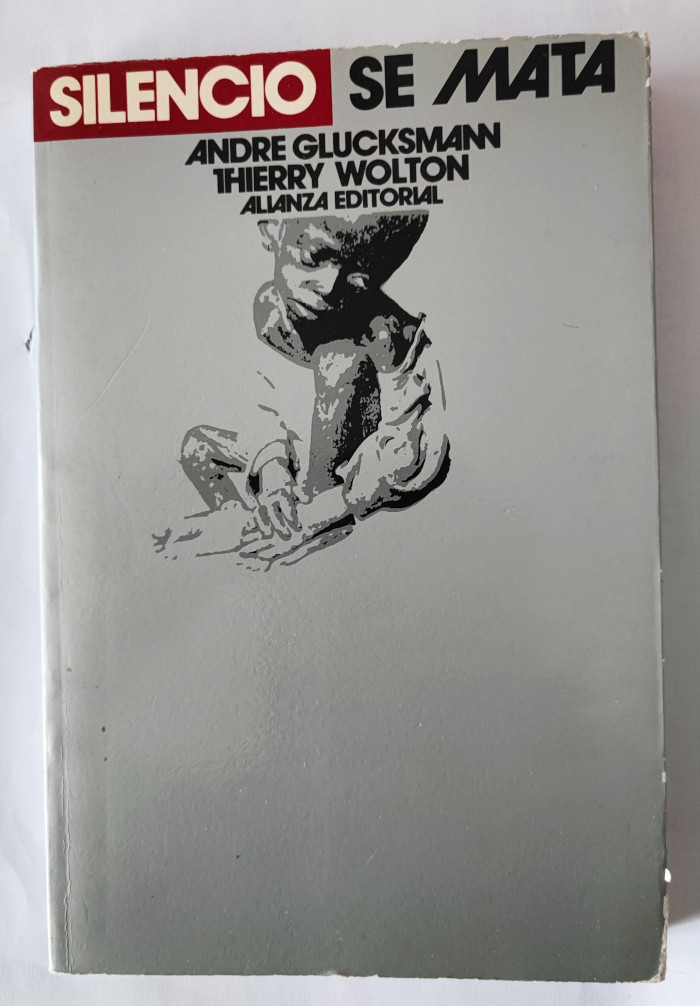 SILENCIO SE MATA
ANDRE GLUCKSMANN
THIERRY WOLTON
ALIANZA EDITORIAL